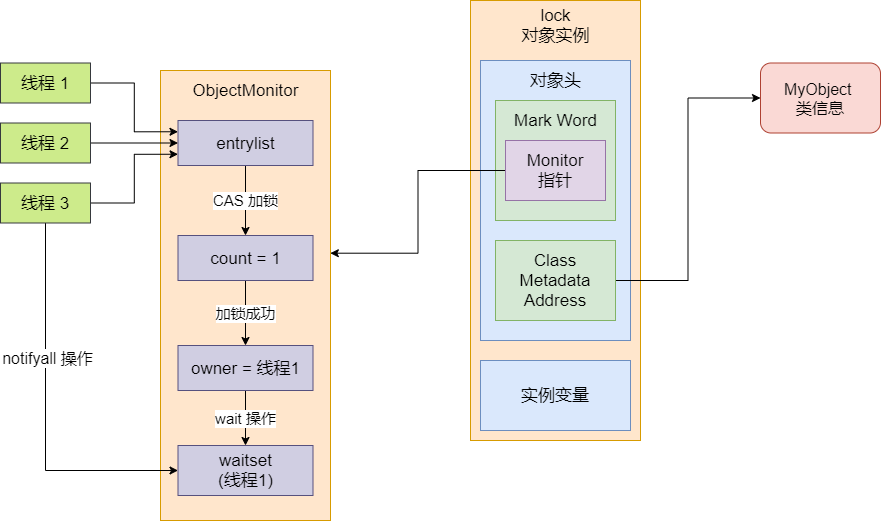 线程 1
线程 2
线程 3
notifyall 操作
ObjectMonitor
entrylist
CAS 加锁
count = 1
加锁成功
owner = 线程1
wait 操作
waitset
(线程1)
lock
对象实例
对象头
Mark Word
Monitor
指针
Class
Metadata
Address
实例变量
MyObject
类信息